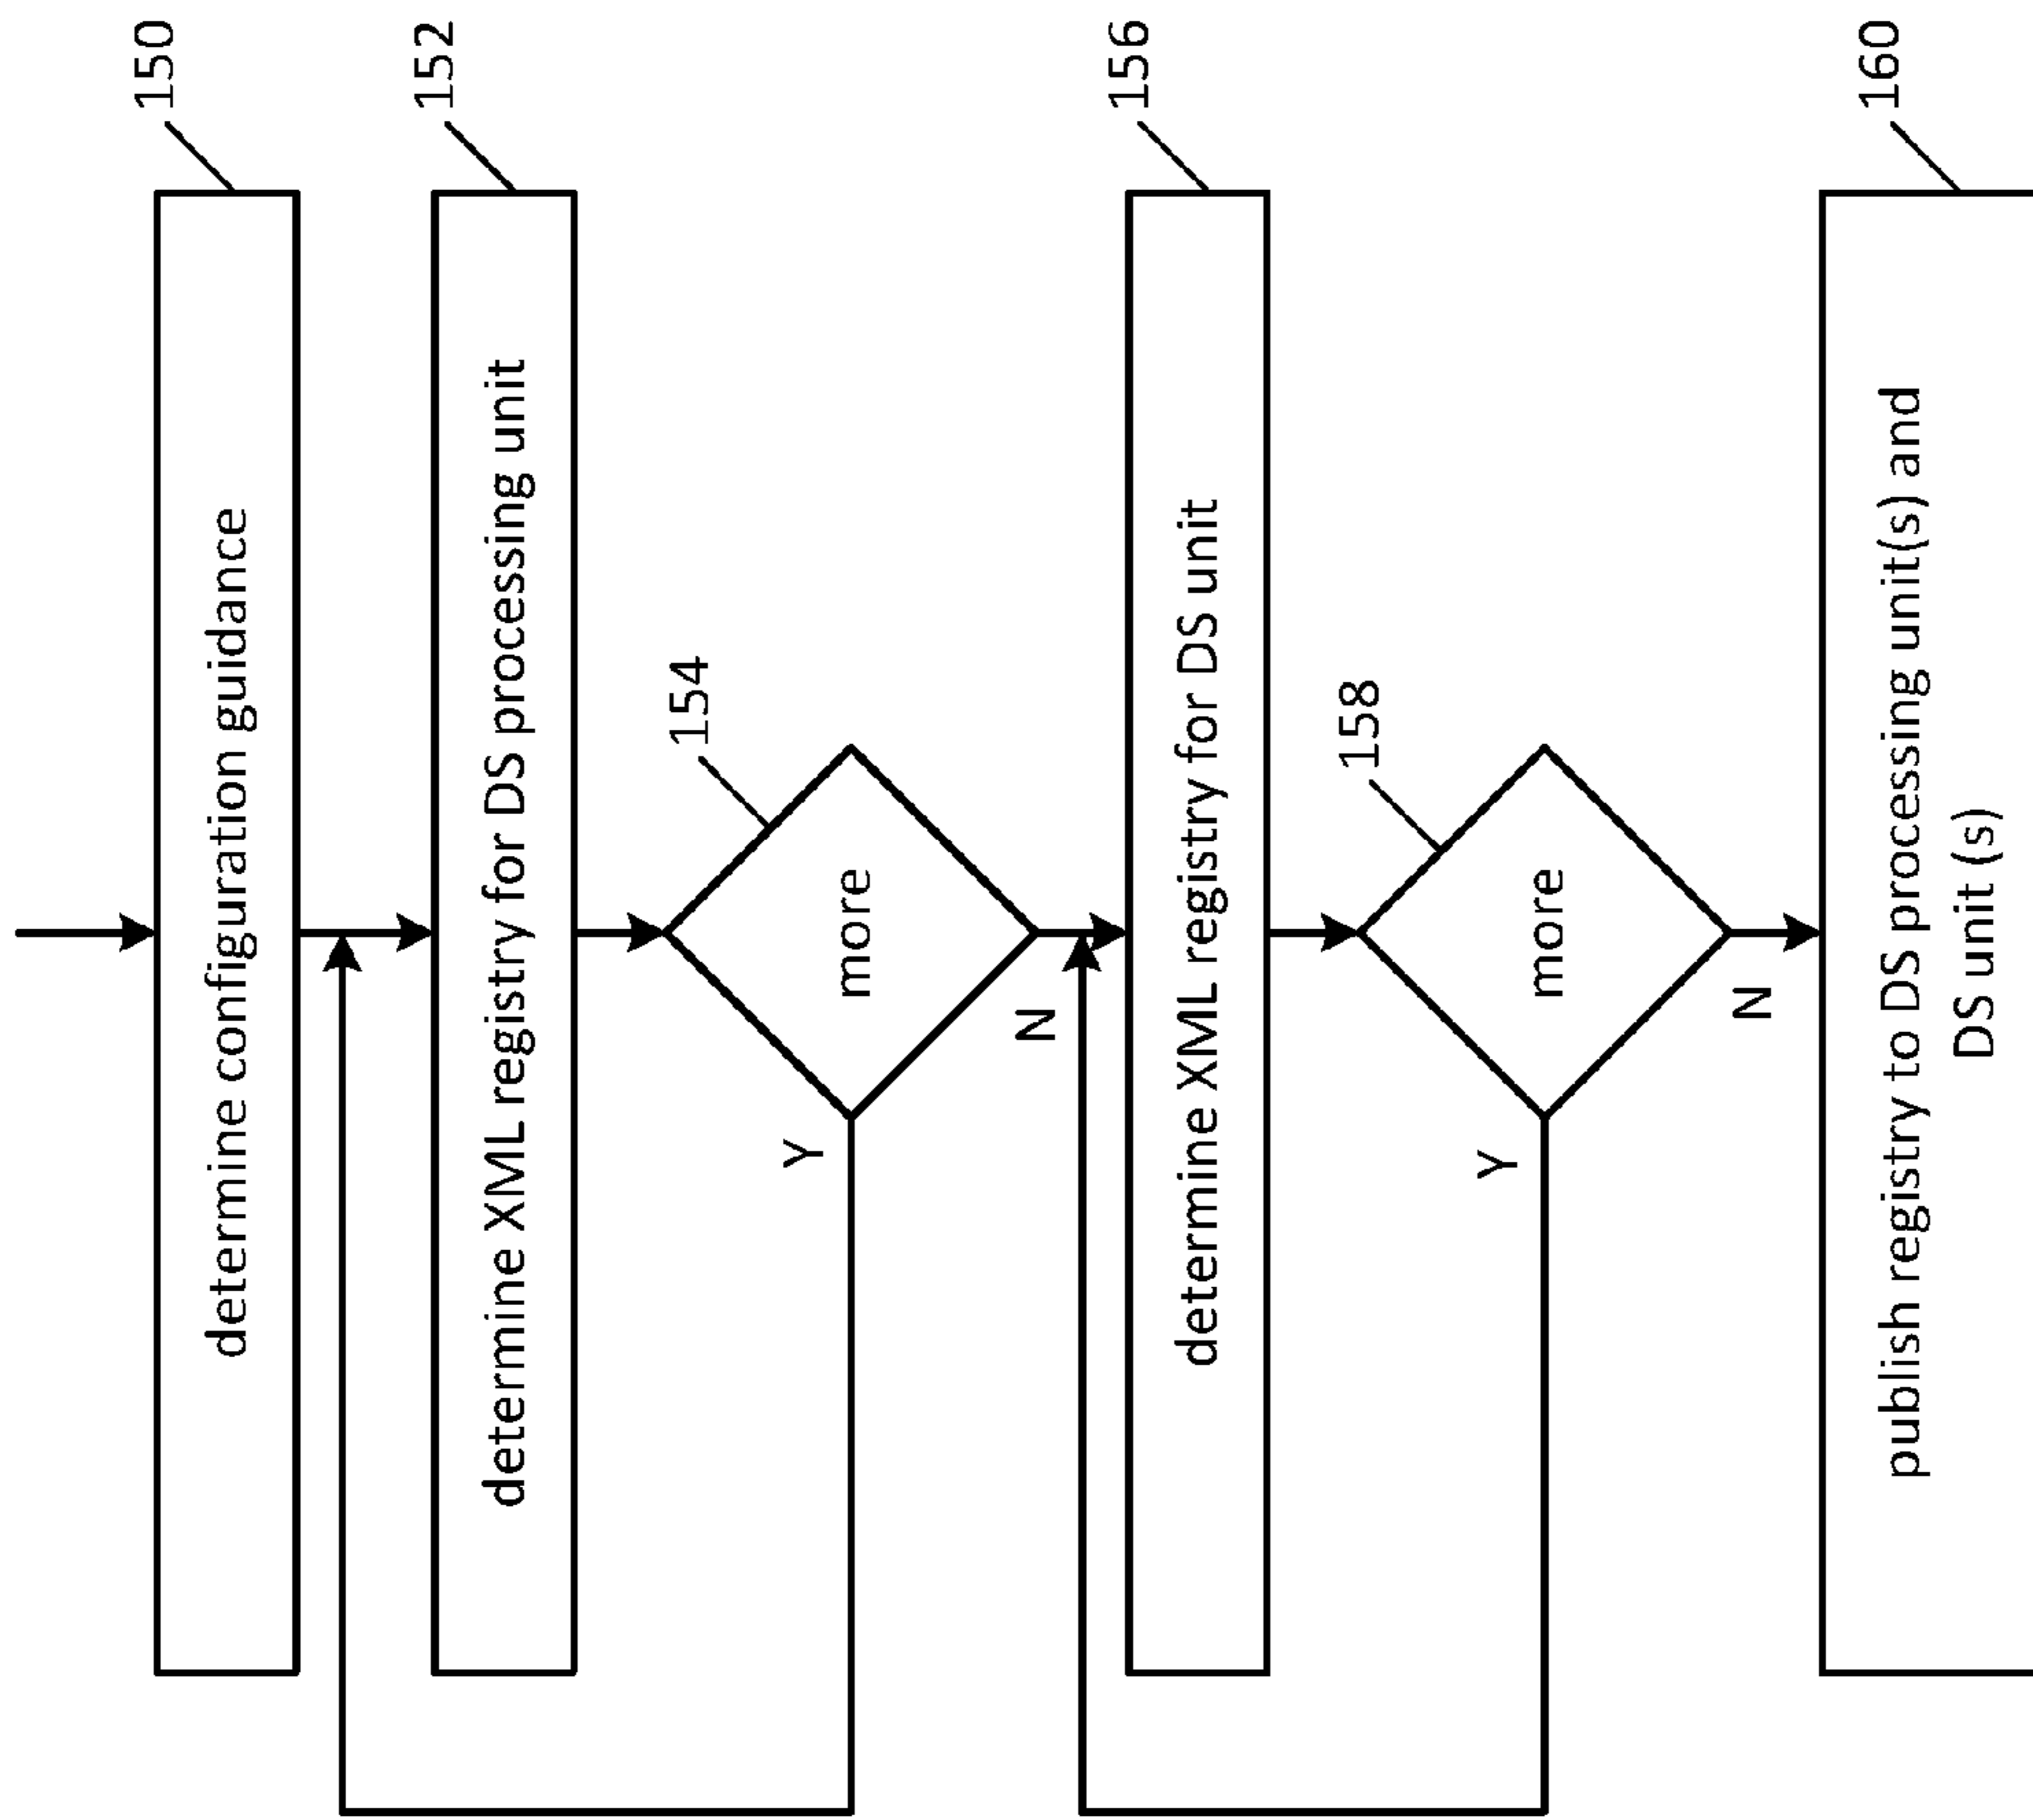 150
determine configuration guidance
152
determine XML registry for DS processing unit
154
more
Y
N
156
determine XML registry for DS unit
158
more
Y
N
160
publish registry to DS processing unit(s) and
DS unit (s)